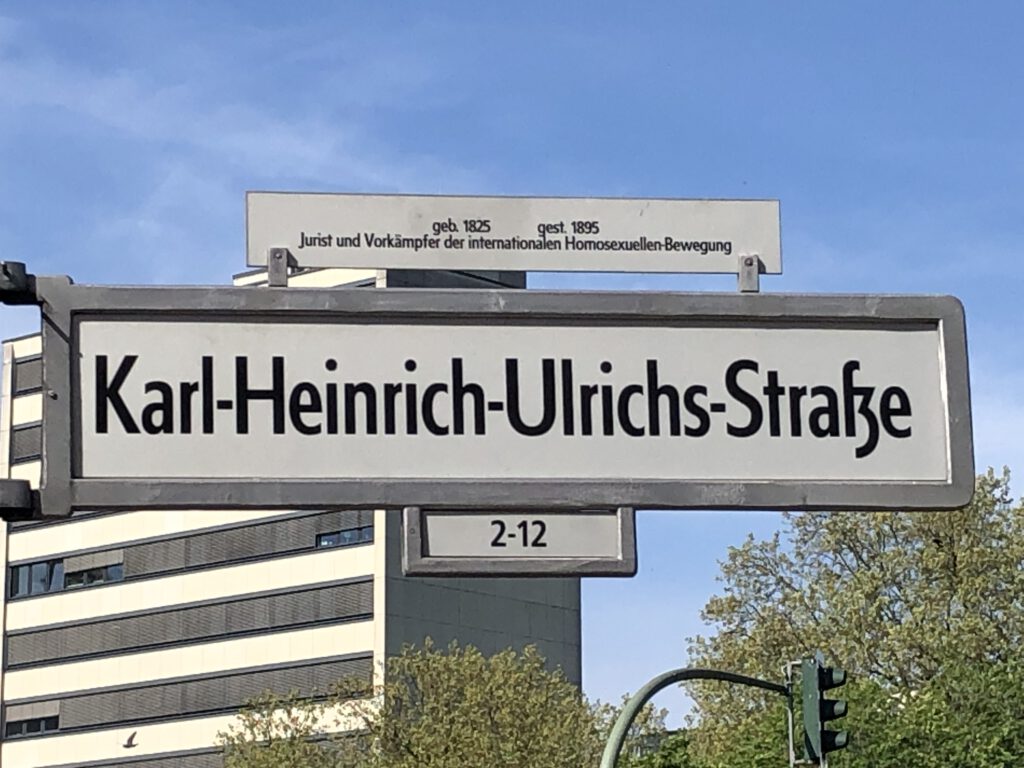 geb. 1825 gest. 1895
Jurist und Vorkämpfer der internationalen Homosexuellen-Bewegung
Karl-Heinrich-Ulrichs-Straße
2-12